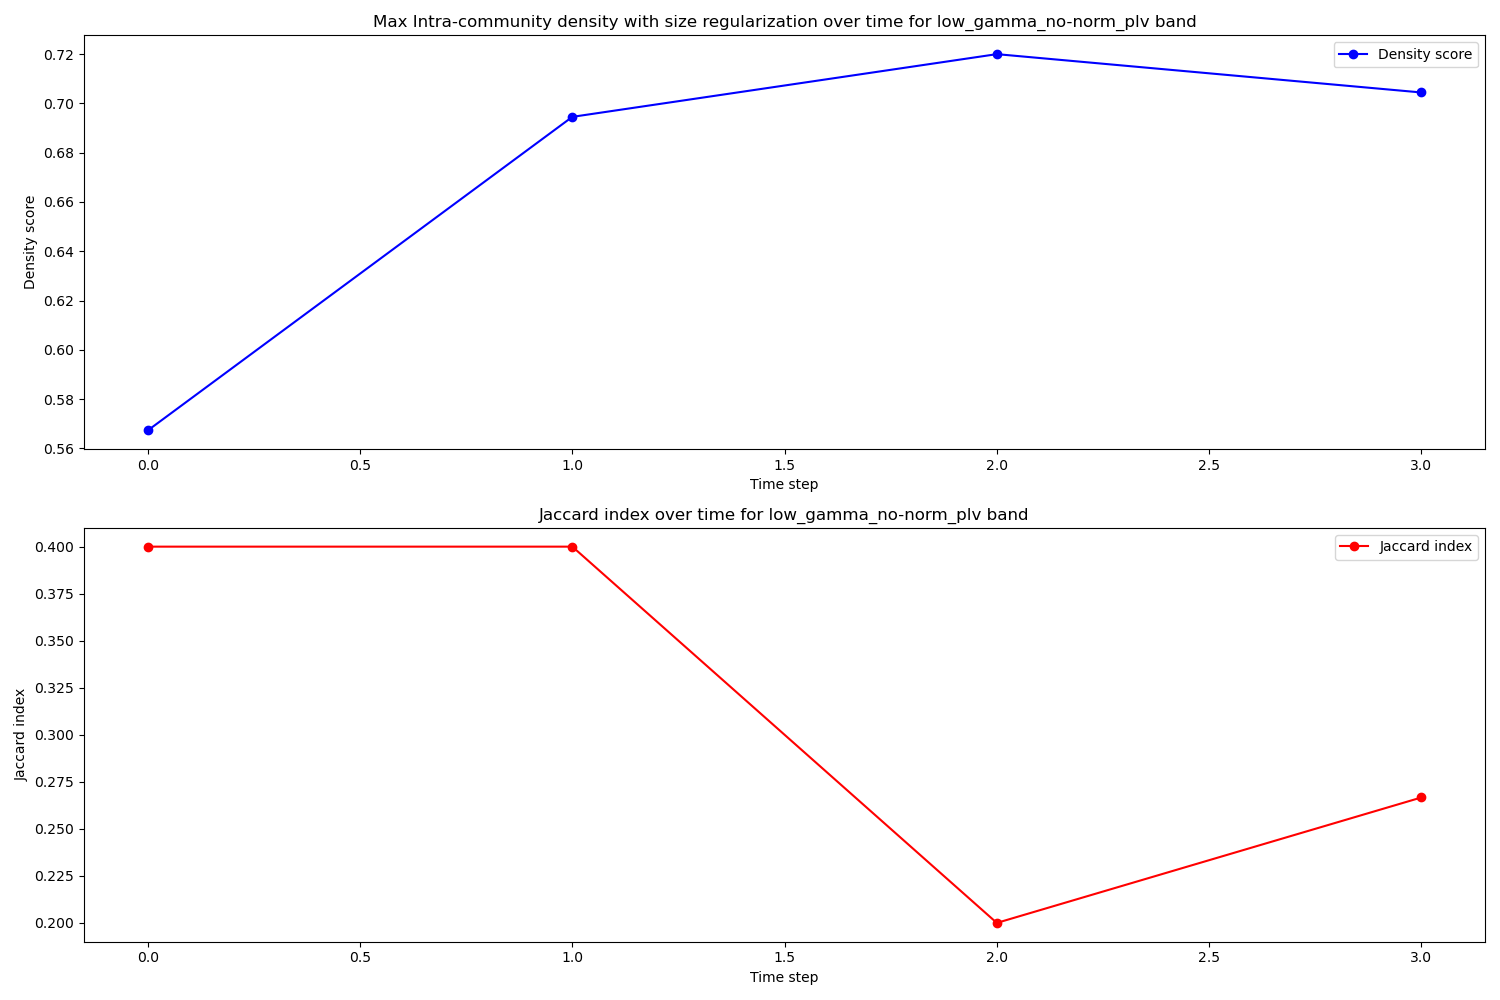 Max Intra-community density with size regularization over time for low_gamma_no-norm_plv band
Density score
0.72
0.70
0.68
0.66
0.64
0.62
0.60
0.58
0.56
Density score
0.0 0.5 1.0 1.5 2.0 2.5 3.0
Time step
Jaccard index over time for low_gamma_no-norm_plv band
Jaccard index
0.400
0.375
0.350
0.325
0.300
0.275
0.250
0.225
0.200
Jaccard index
0.0 0.5 1.0 1.5 2.0 2.5 3.0
Time step